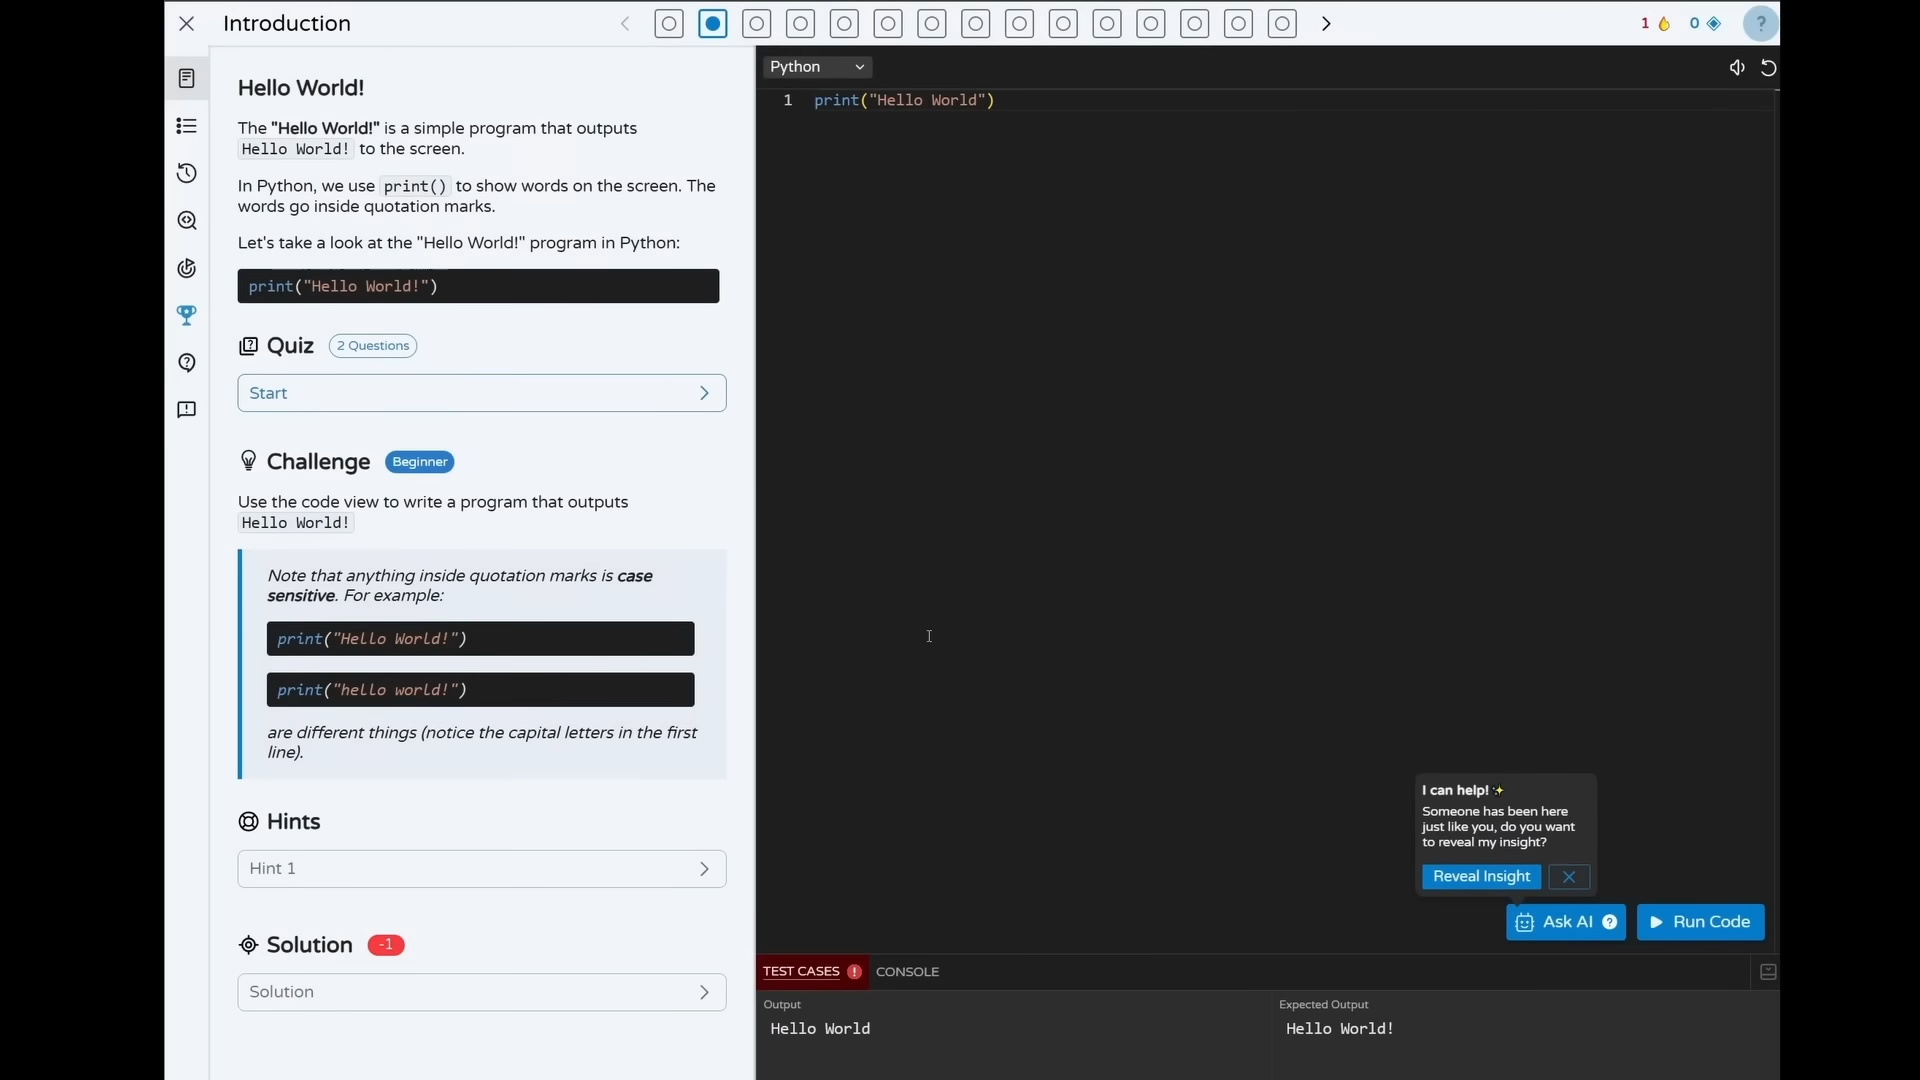 Introduction
1
0
?
Hello World!
The "Hello World!" is a simple program that outputs
Hello World! to the screen.
In Python, we use print() to show words on the screen. The
words go inside quotation marks.
Let's take a look at the "Hello World!" program in Python:
print("Hello World!")
Quiz 2 Questions
Start
Challenge Beginner
Use the code view to write a program that outputs
Hello World!
Note that anything inside quotation marks is case
sensitive. For example:
print("Hello World!")
print("hello world!")
are different things (notice the capital letters in the first
line).
Hints
Hint 1
Solution -1
Solution
Python
1 print("Hello World")
I can help!
Someone has been here
just like you, do you want
to reveal my insight?
Reveal Insight
Ask AI ?
Run Code
TEST CASES ! CONSOLE
Output
Hello World
Expected Output
Hello World!